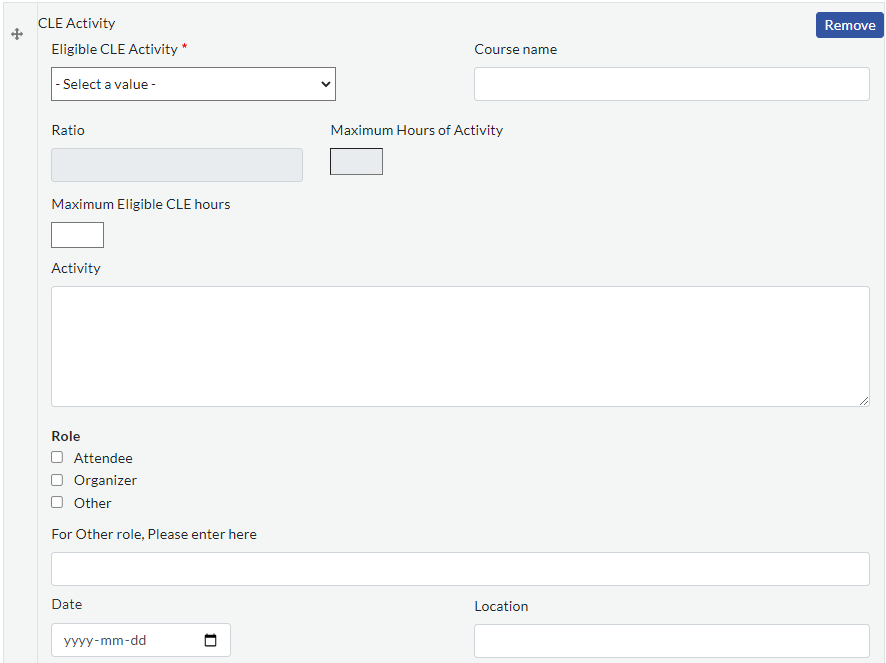 CLE Activity
Remove
Eligible CLE Activity *
Course name
- Select a value -
Ratio
Maximum Hours of Activity
Maximum Eligible CLE hours
Activity
Role
Attendee
Organizer
Other
For Other role, Please enter here
Date
Location
yyyy-mm-dd